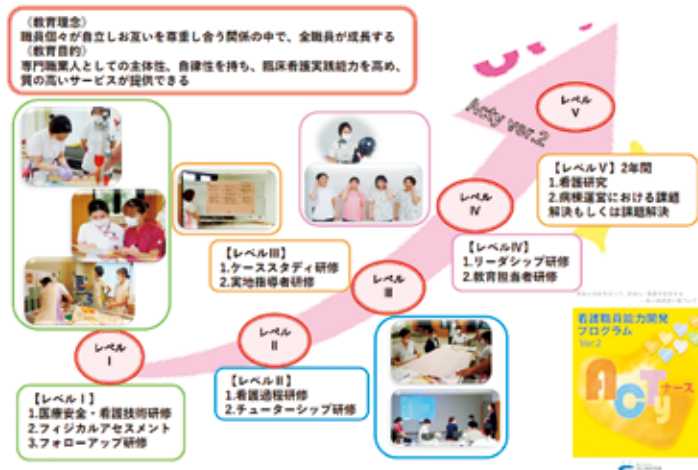 〈教育理念〉
職員個々が自立しお互いを尊重し合う関係の中で、全職員が成長する
〈教育目的〉
専門職業人としての主体性、自律性を持ち、臨床看護実践能力を高め、
質の高いサービスが提供できる
Acty ver.2
レベル
V
【レベルⅤ】2年間
1.看護研究
2.病棟運営における課題
解決もしくは課題解決
レベル
Ⅳ
【レベルⅣ】
1.リーダシップ研修
2.教育担当者研修
【レベルⅢ】
1.ケーススタディ研修
2.実地指導者研修
レベル
Ⅲ
レベル
Ⅱ
【レベルⅡ】
1.看護過程研修
2.チューターシップ研修
レベル
Ⅰ
【レベルⅠ】
1.医療安全・看護技術研修
2.フィジカルアセスメント
3.フォローアップ研修
看護職員能力開発
プログラム
Ver.2
ACTyナース